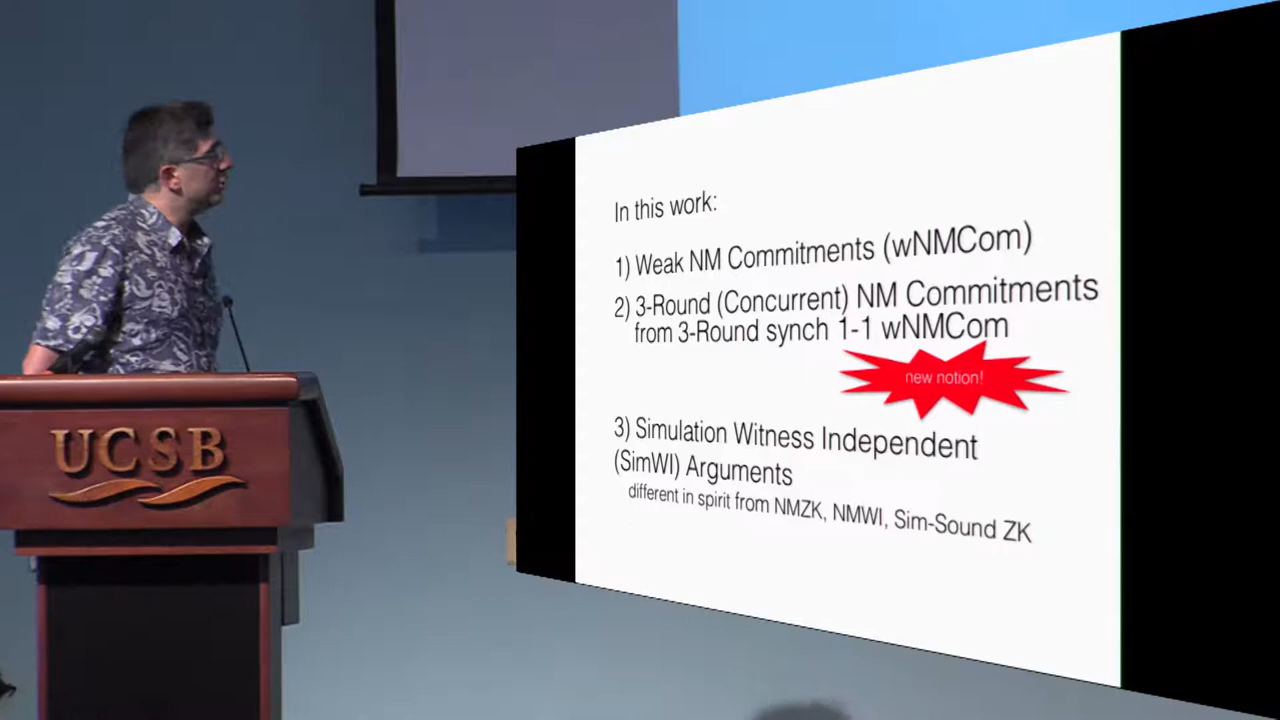 In this work:
1) Weak NM Commitments (wNMCom)
2) 3-Round (Concurrent) NM Commitments
from 3-Round synch 1-1 wNMCom
new notion!
3) Simulation Witness Independent
(SimWI) Arguments
different in spirit from NMZK, NMWI, Sim-Sound ZK
UCSB